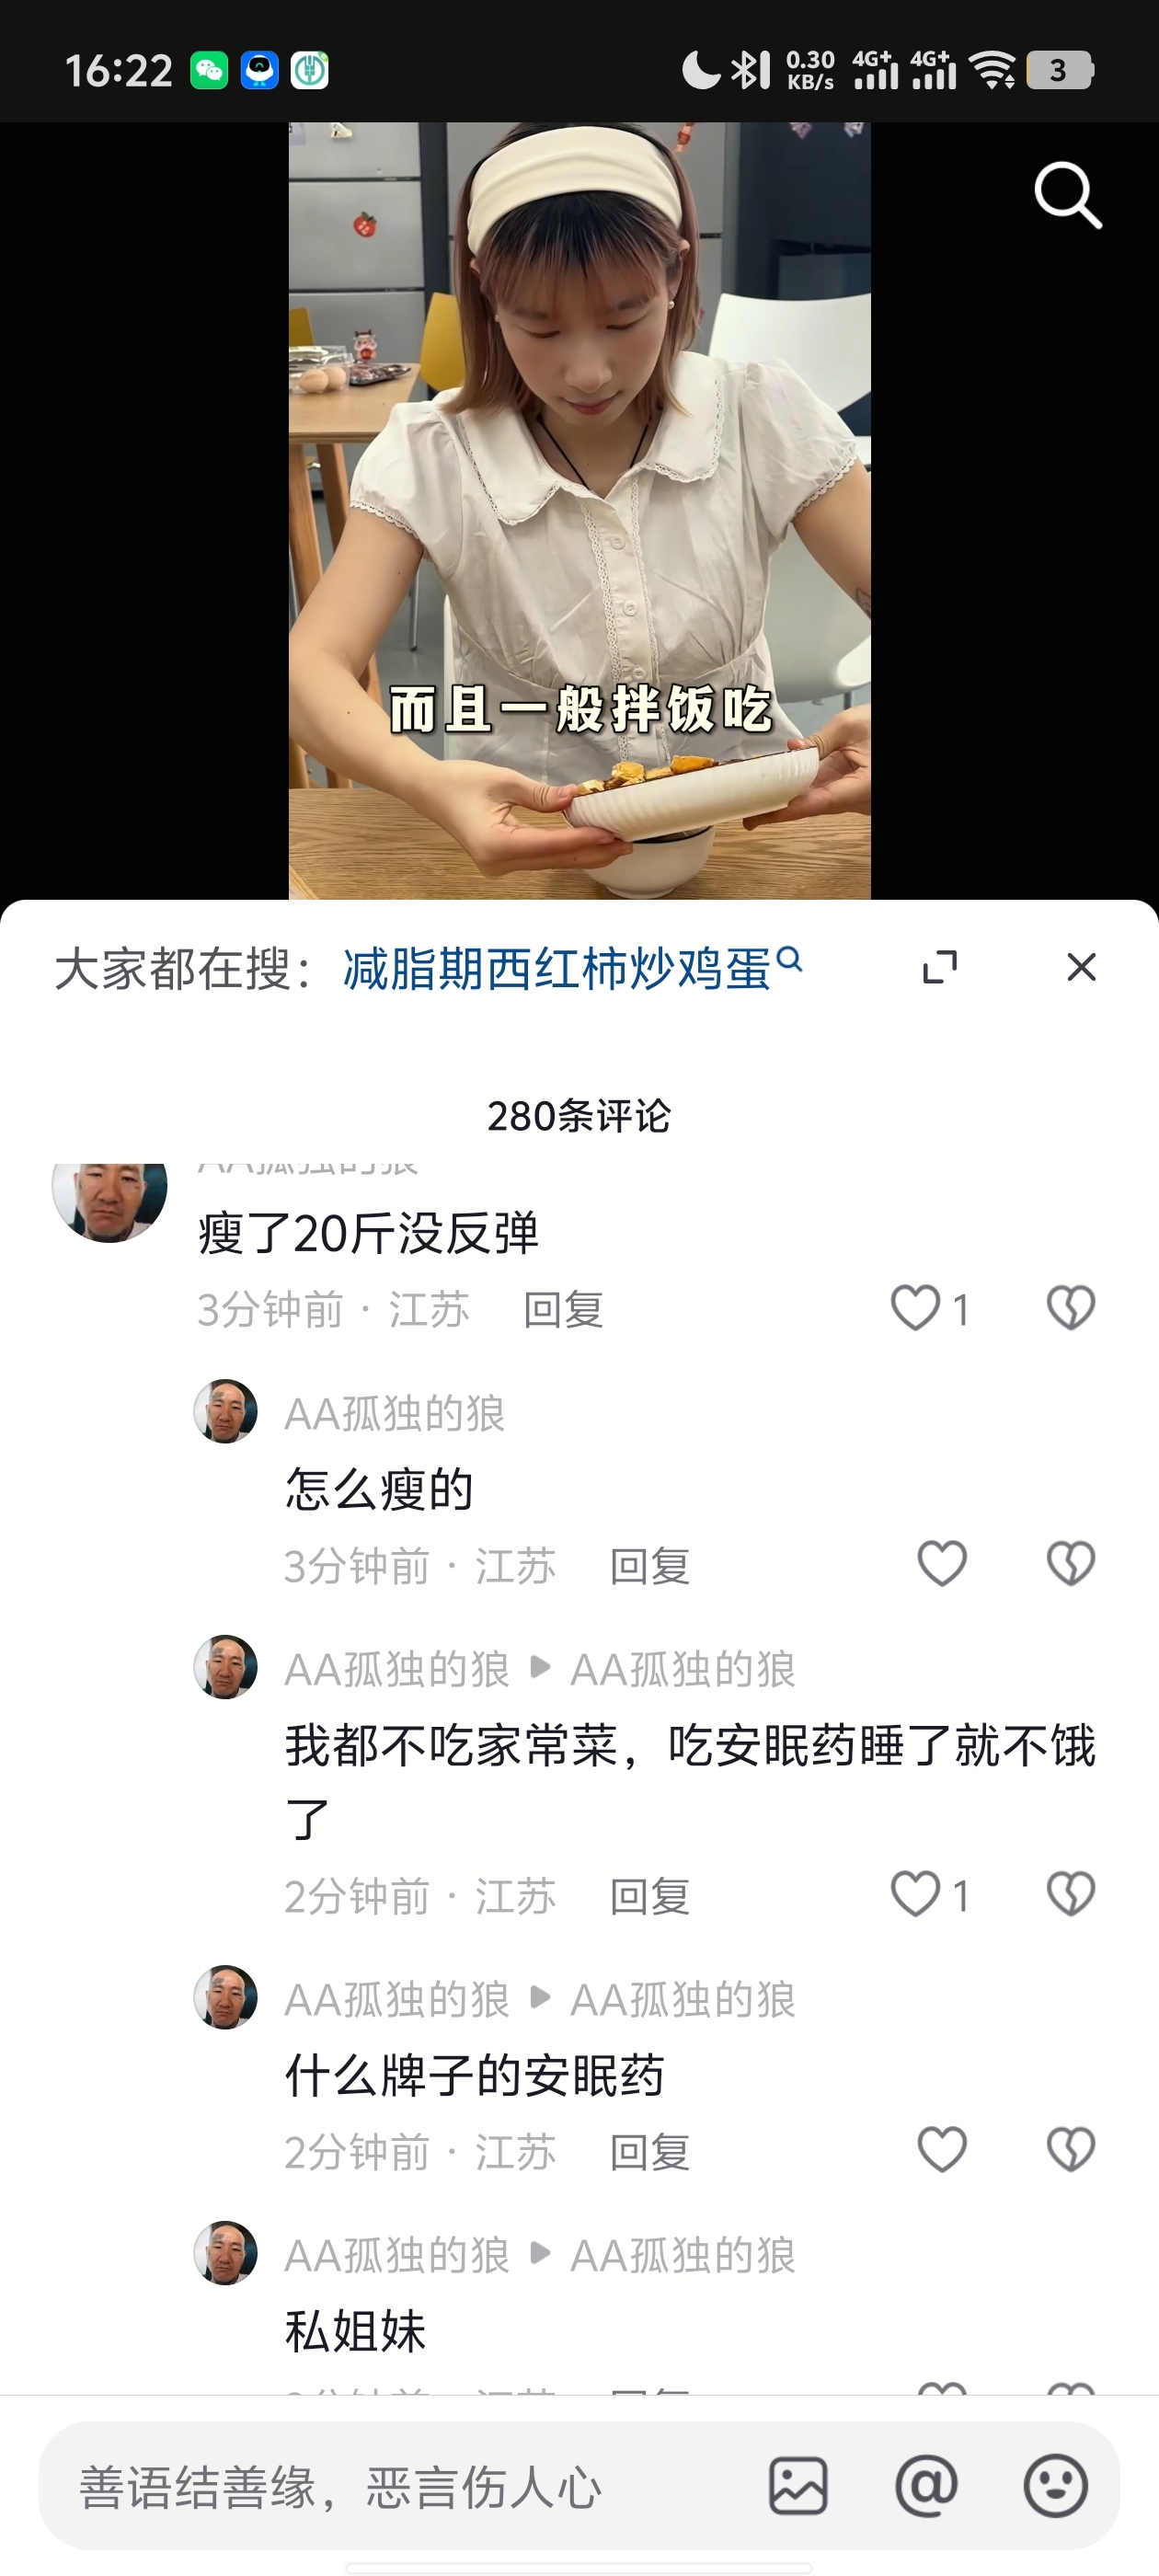 16:22
0.30
KB/s
4G+
4G+
3
而且一般拌饭吃
大家都在搜：减脂期西红柿炒鸡蛋
280条评论
AA孤独的狼
瘦了20斤没反弹
3分钟前 · 江苏 回复 1
AA孤独的狼
怎么瘦的
3分钟前 · 江苏 回复
AA孤独的狼 ▶ AA孤独的狼
我都不吃家常菜，吃安眠药睡了就不饿
了
2分钟前 · 江苏 回复 1
AA孤独的狼 ▶ AA孤独的狼
什么牌子的安眠药
2分钟前 · 江苏 回复
AA孤独的狼 ▶ AA孤独的狼
私姐妹
善语结善缘，恶言伤人心